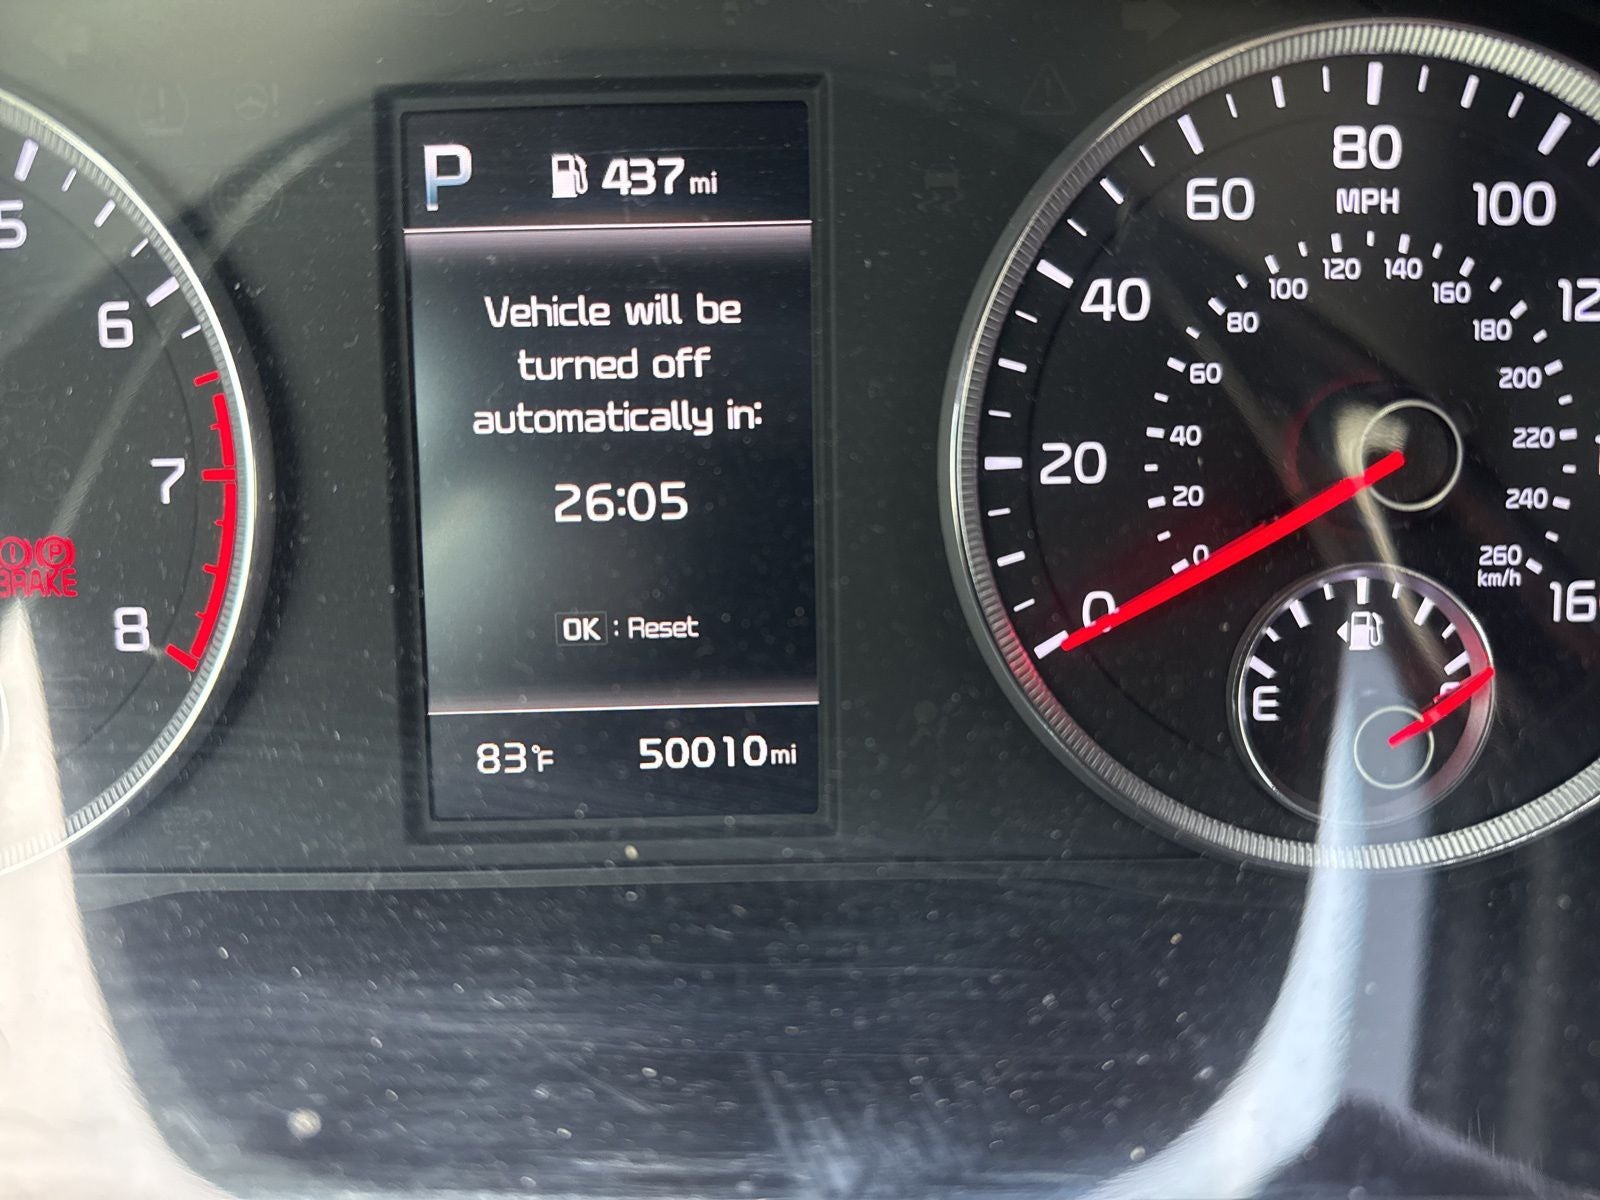 5
6
7
8
BRAKE
P
437 mi
Vehicle will be
turned off
automatically in:
26:05
OK : Reset
83°F 50010 mi
0
20
40
60
80
100
MPH
0
20
40
60
80
100
120
140
160
180
200
220
240
260
km/h
E